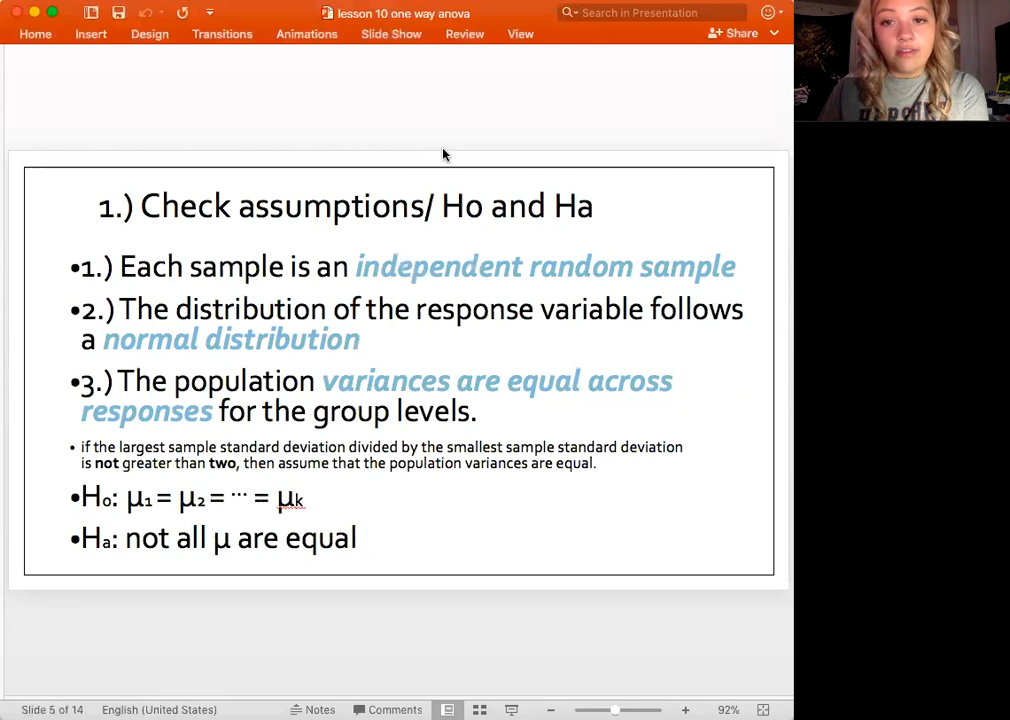 lesson 10 one way anova
Search in Presentation
Home Insert Design Transitions Animations Slide Show Review View Share
1.) Check assumptions/ Ho and Ha
•1.) Each sample is an independent random sample
•2.) The distribution of the response variable follows
a normal distribution
•3.) The population variances are equal across
responses for the group levels.
• if the largest sample standard deviation divided by the smallest sample standard deviation
is not greater than two, then assume that the population variances are equal.
•H₀: μ₁ = μ₂ = ⋯ = μk
•Ha: not all μ are equal
Slide 5 of 14 English (United States) Notes Comments 92%